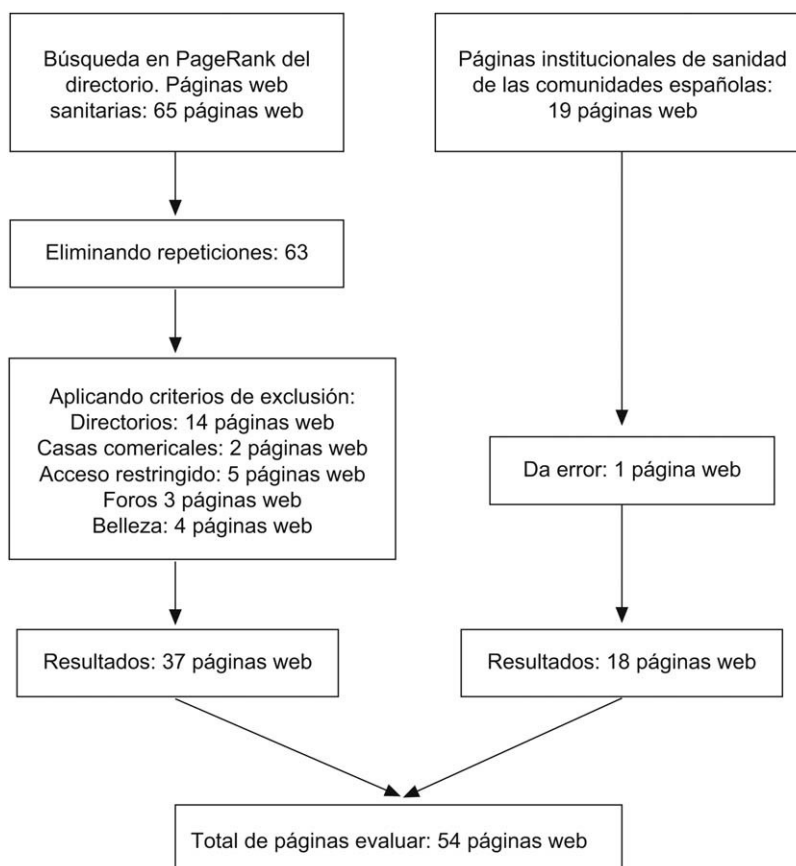 Búsqueda en PageRank del
directorio. Páginas web
sanitarias: 65 páginas web
Páginas institucionales de sanidad
de las comunidades españolas:
19 páginas web
Eliminando repeticiones: 63
Aplicando criterios de exclusión:
Directorios: 14 páginas web
Casas comericales: 2 páginas web
Acceso restringido: 5 páginas web
Foros 3 páginas web
Belleza: 4 páginas web
Da error: 1 página web
Resultados: 37 páginas web
Resultados: 18 páginas web
Total de páginas evaluar: 54 páginas web